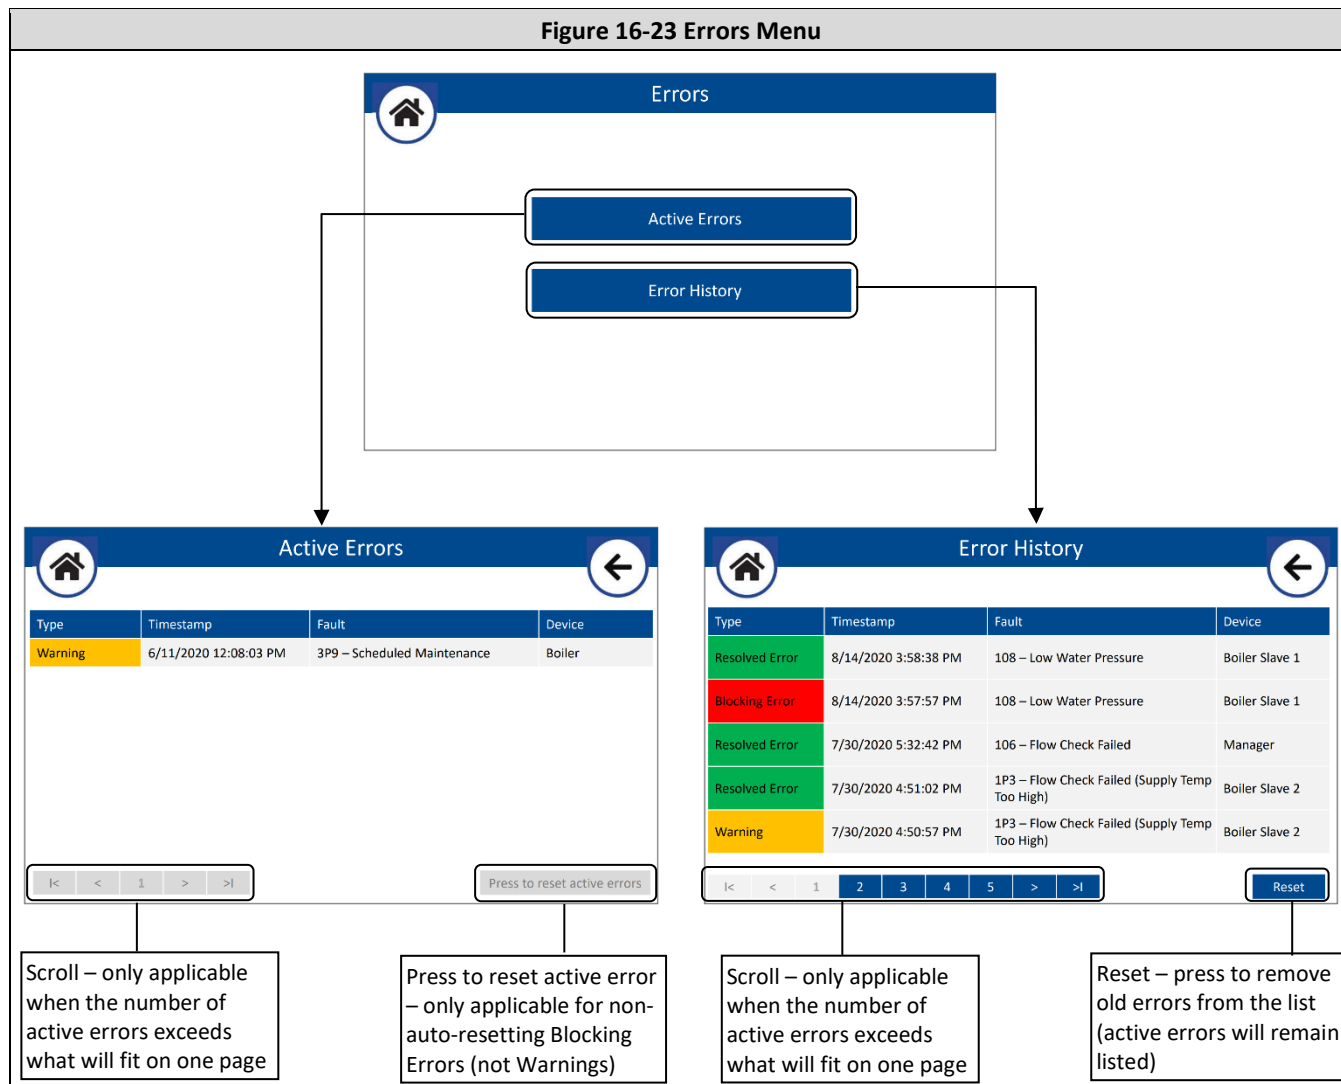 Figure 16-23 Errors Menu
Errors
Active Errors
Error History
Active Errors
Type Timestamp Fault Device
Warning 6/11/2020 12:08:03 PM 3P9 – Scheduled Maintenance Boiler
|< < 1 > >| Press to reset active errors
Error History
Type Timestamp Fault Device
Resolved Error 8/14/2020 3:58:38 PM 108 – Low Water Pressure Boiler Slave 1
Blocking Error 8/14/2020 3:57:57 PM 108 – Low Water Pressure Boiler Slave 1
Resolved Error 7/30/2020 5:32:42 PM 106 – Flow Check Failed Manager
Resolved Error 7/30/2020 4:51:02 PM 1P3 – Flow Check Failed (Supply Temp
Too High) Boiler Slave 2
Warning 7/30/2020 4:50:57 PM 1P3 – Flow Check Failed (Supply Temp
Too High) Boiler Slave 2
|< < 1 2 3 4 5 > >| Reset
Scroll – only applicable
when the number of
active errors exceeds
what will fit on one page
Press to reset active error
– only applicable for non-
auto-resetting Blocking
Errors (not Warnings)
Scroll – only applicable
when the number of
active errors exceeds
what will fit on one page
Reset – press to remove
old errors from the list
(active errors will remain
listed)